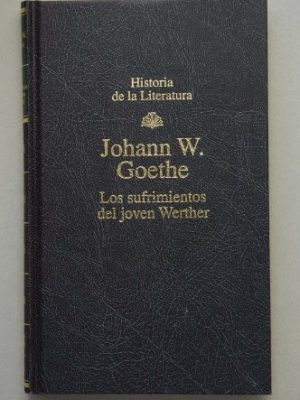 Historia
de la Literatura
Johann W.
Goethe
Los sufrimientos
del joven Werther